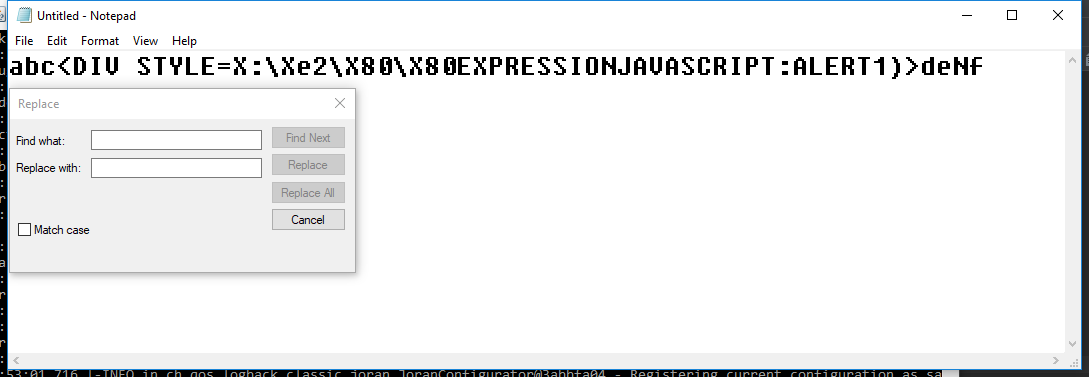 Untitled - Notepad
File Edit Format View Help
abc<DIV STYLE=X:\Xe2\X80\X80EXPRESSIONJAVASCRIPT:ALERT1)>deNf
Replace
Find what:
Find Next
Replace with:
Replace
Replace All
Cancel
Match case
:53:01,716 |-INFO in ch.qos.logback.classic.joran.JoranConfigurator@3abbfa04 - Registering current configuration as sa